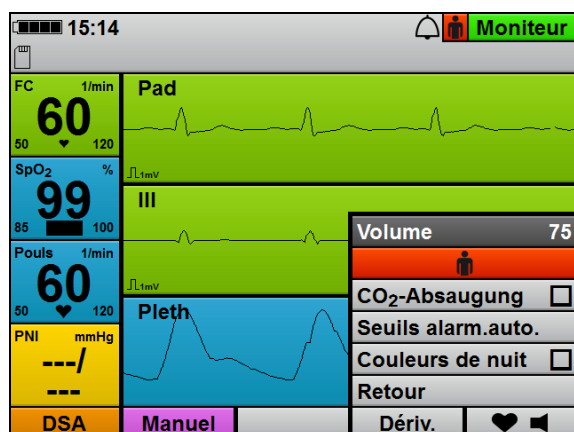 15:14 Moniteur
FC 1/min
60
50 120
SpO2 %
99
85 100
Pouls 1/min
60
50 120
PNI mmHg
---/
---
Pad
1mV
III
1mV
Pleth
Volume 75
CO2-Absaugung
Seuils alarm.auto.
Couleurs de nuit
Retour
DSA Manuel Dériv.